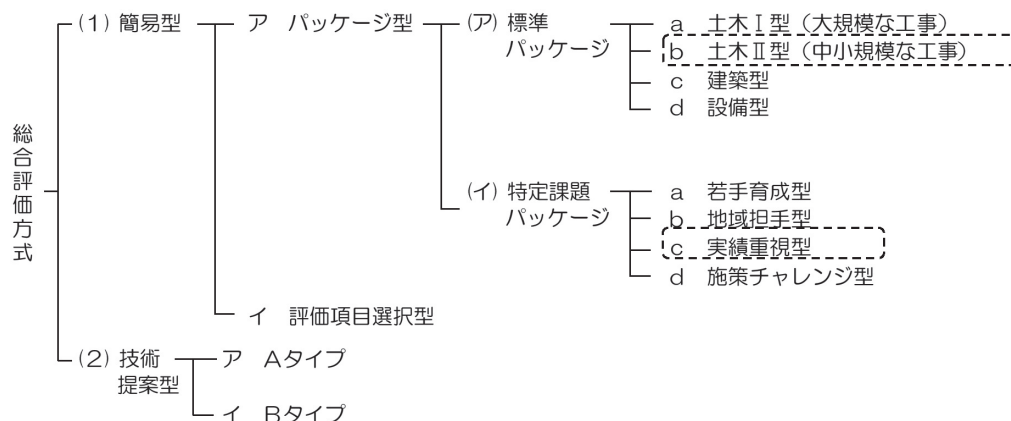 総合評価方式
(1) 簡易型
ア パッケージ型
(ア) 標準
パッケージ
a 土木Ⅰ型（大規模な工事）
b 土木Ⅱ型（中小規模な工事）
c 建築型
d 設備型
(イ) 特定課題
パッケージ
a 若手育成型
b 地域担手型
c 実績重視型
d 施策チャレンジ型
イ 評価項目選択型
(2) 技術
提案型
ア Aタイプ
イ Bタイプ